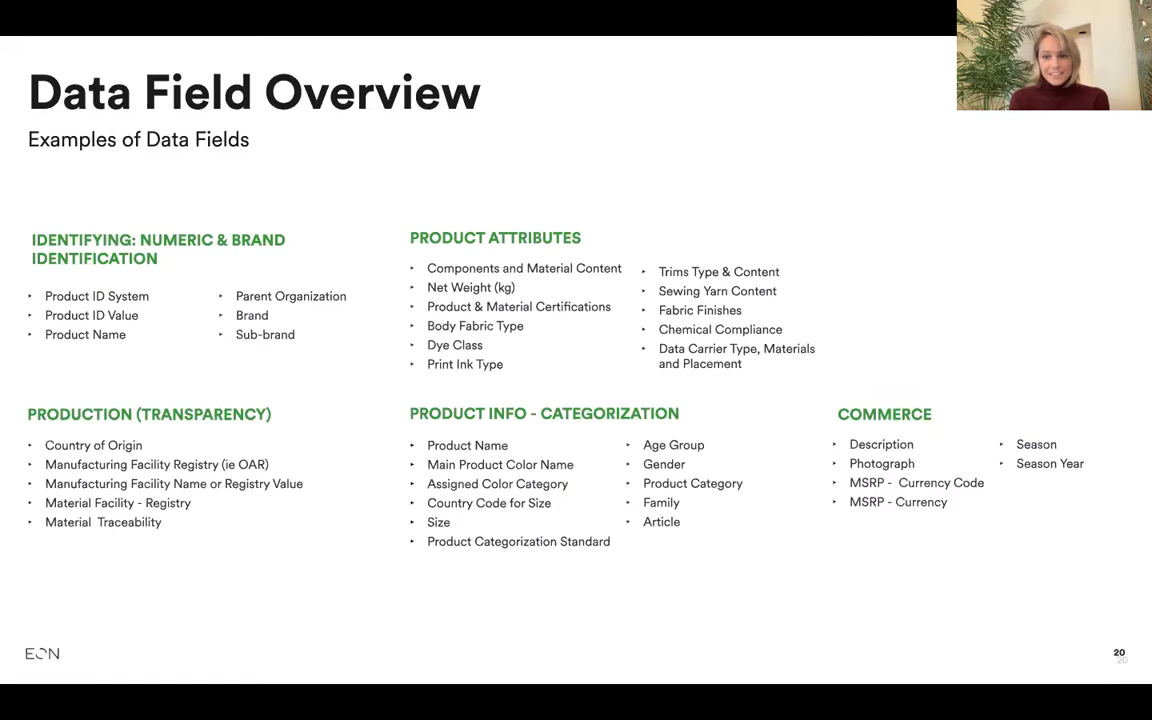 Data Field Overview
Examples of Data Fields
IDENTIFYING: NUMERIC & BRAND
IDENTIFICATION
‣ Product ID System
‣ Product ID Value
‣ Product Name
‣ Parent Organization
‣ Brand
‣ Sub-brand
PRODUCT ATTRIBUTES
‣ Components and Material Content
‣ Net Weight (kg)
‣ Product & Material Certifications
‣ Body Fabric Type
‣ Dye Class
‣ Print Ink Type
‣ Trims Type & Content
‣ Sewing Yarn Content
‣ Fabric Finishes
‣ Chemical Compliance
‣ Data Carrier Type, Materials
and Placement
PRODUCTION (TRANSPARENCY)
‣ Country of Origin
‣ Manufacturing Facility Registry (ie OAR)
‣ Manufacturing Facility Name or Registry Value
‣ Material Facility - Registry
‣ Material  Traceability
PRODUCT INFO - CATEGORIZATION
‣ Product Name
‣ Main Product Color Name
‣ Assigned Color Category
‣ Country Code for Size
‣ Size
‣ Product Categorization Standard
‣ Age Group
‣ Gender
‣ Product Category
‣ Family
‣ Article
COMMERCE
‣ Description
‣ Photograph
‣ MSRP -  Currency Code
‣ MSRP - Currency
‣ Season
‣ Season Year
EON
20
20